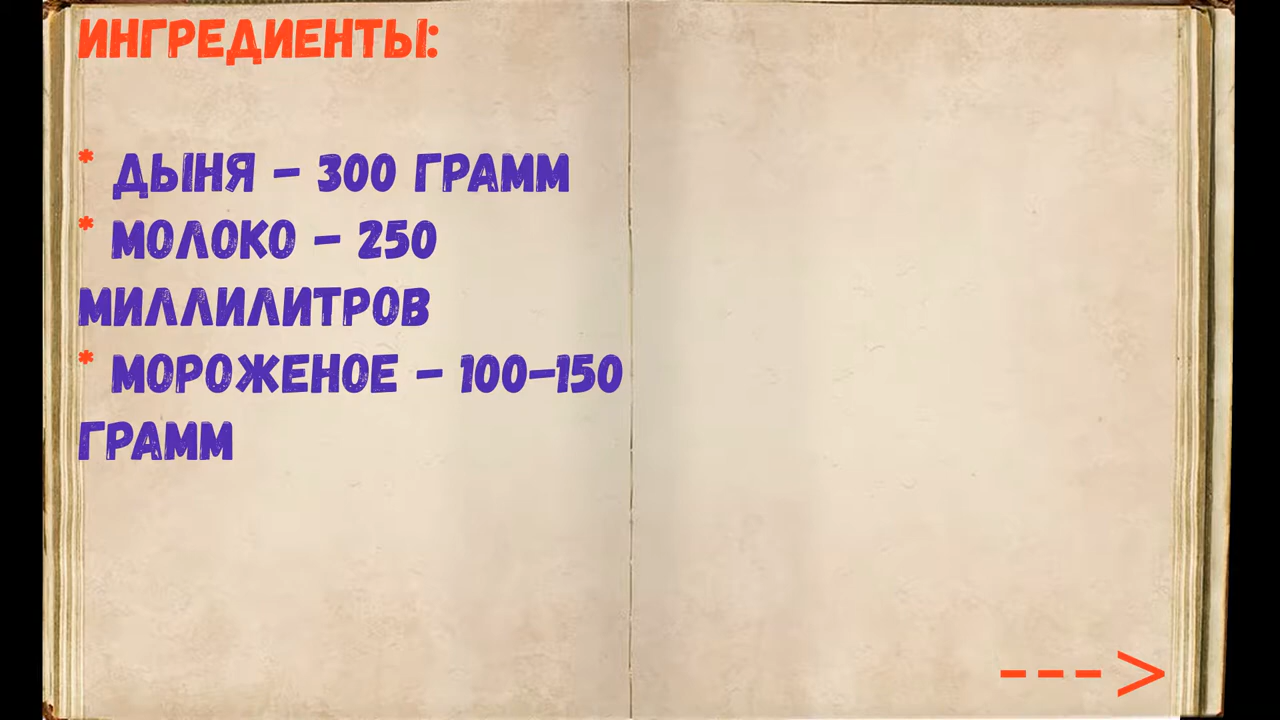 ИНГРЕДИЕНТЫ:
* ДЫНЯ - 300 ГРАММ
* МОЛОКО - 250
МИЛЛИЛИТРОВ
* МОРОЖЕНОЕ - 100-150
ГРАММ
--->